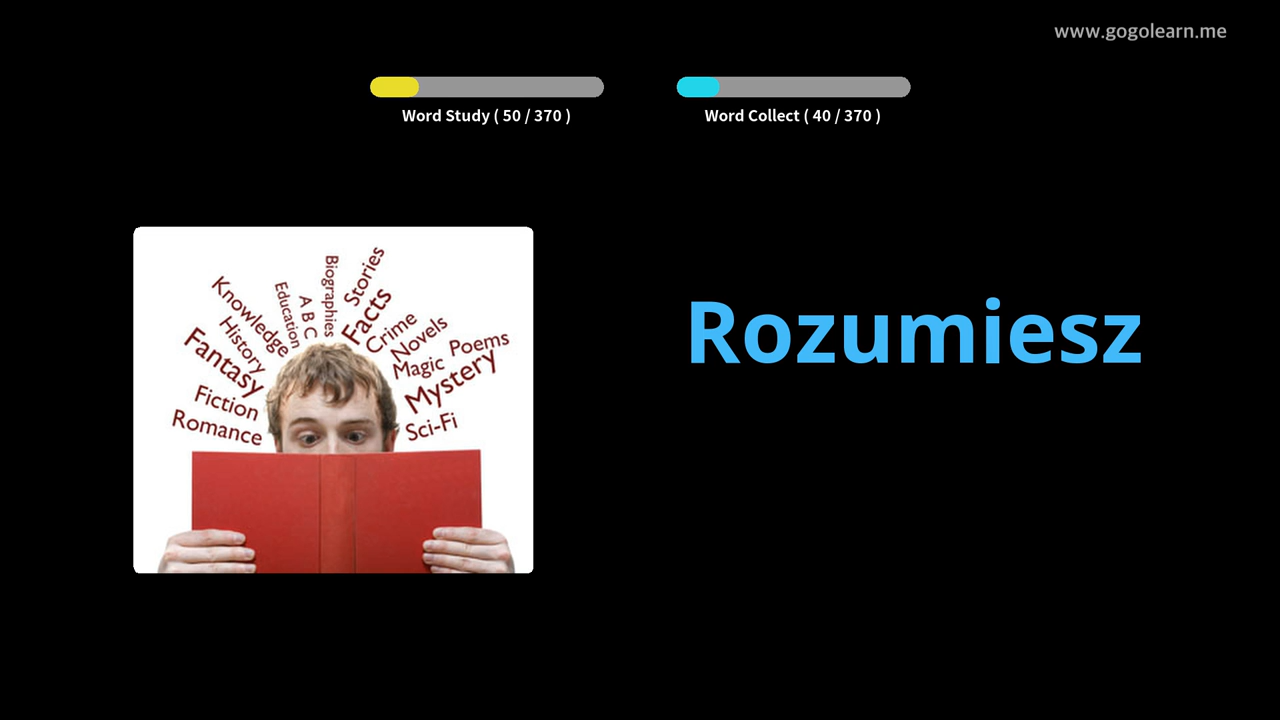 www.gogolearn.me
Word Study ( 50 / 370 )
Word Collect ( 40 / 370 )
Rozumiesz
Biographies
Stories
Education
A B C
Facts
Knowledge
Crime
History
Novels
Fantasy
Magic
Poems
Mystery
Fiction
Romance
Sci-Fi